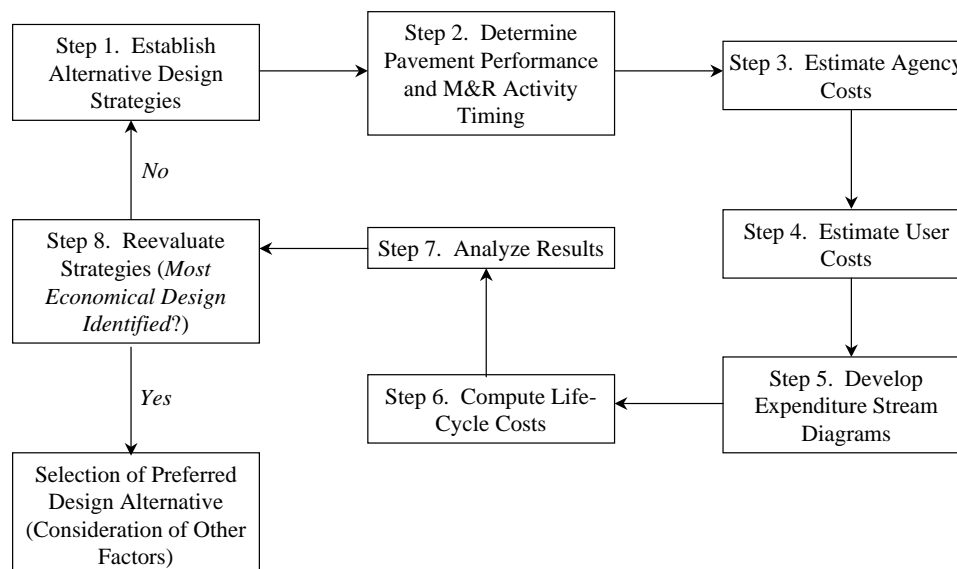 Step 1.  Establish
Alternative Design
Strategies
Step 2.  Determine
Pavement Performance
and M&R Activity
Timing
Step 3.  Estimate Agency
Costs
No
Step 8.  Reevaluate
Strategies (Most
Economical Design
Identified?)
Step 7.  Analyze Results
Step 4.  Estimate User
Costs
Yes
Step 6.  Compute Life-
Cycle Costs
Step 5.  Develop
Expenditure Stream
Diagrams
Selection of Preferred
Design Alternative
(Consideration of Other
Factors)